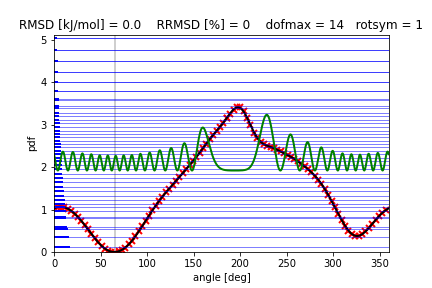 RMSD [kJ/mol] = 0.0    RRMSD [%] = 0    dofmax = 14   rotsym = 1
5
4
pdf
3
2
1
0
0 50 100 150 200 250 300 350
angle [deg]